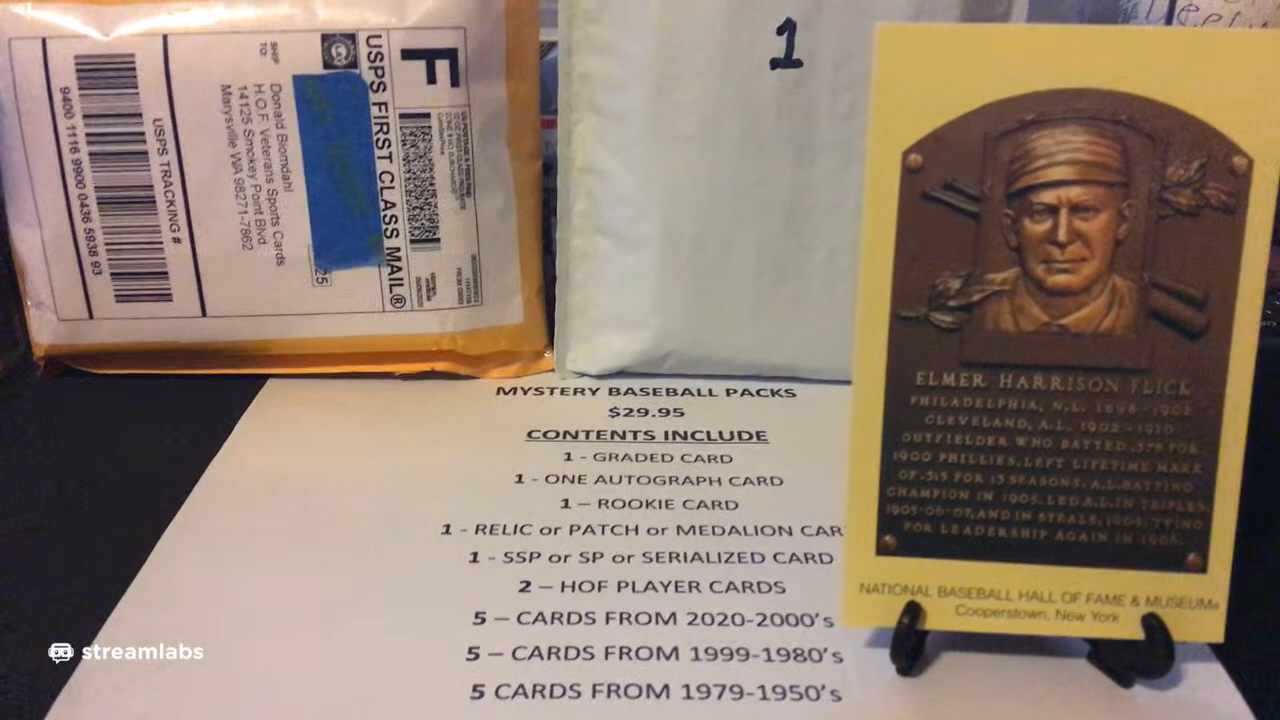 F
USPS FIRST CLASS MAIL®
SHIP
TO:
Donald Blomdahl
H.O.F. Veterans Sports Cards
14125 Smokey Point Blvd
Marysville WA 98271-7862
25
USPS TRACKING #
9400 1116 9900 0436 5938 93
1
MYSTERY BASEBALL PACKS
$29.95
CONTENTS INCLUDE
1 - GRADED CARD
1 - ONE AUTOGRAPH CARD
1 – ROOKIE CARD
1 - RELIC or PATCH or MEDALION CAR
1 - SSP or SP or SERIALIZED CARD
2 – HOF PLAYER CARDS
5 – CARDS FROM 2020-2000's
5 – CARDS FROM 1999-1980's
5 CARDS FROM 1979-1950's
ELMER HARRISON FLICK
PHILADELPHIA, N.L. 1898-1902
CLEVELAND, A.L. 1902-1910
OUTFIELDER WHO BATTED .378 FOR
1900 PHILLIES. LEFT LIFETIME MARK
OF .315 FOR 13 SEASONS. A.L. BATTING
CHAMPION IN 1905. LED A.L. IN TRIPLES,
1905-06-07, AND IN STEALS, 1904, TYING
FOR LEADERSHIP AGAIN IN 1906.
NATIONAL BASEBALL HALL OF FAME & MUSEUM®
Cooperstown, New York
streamlabs